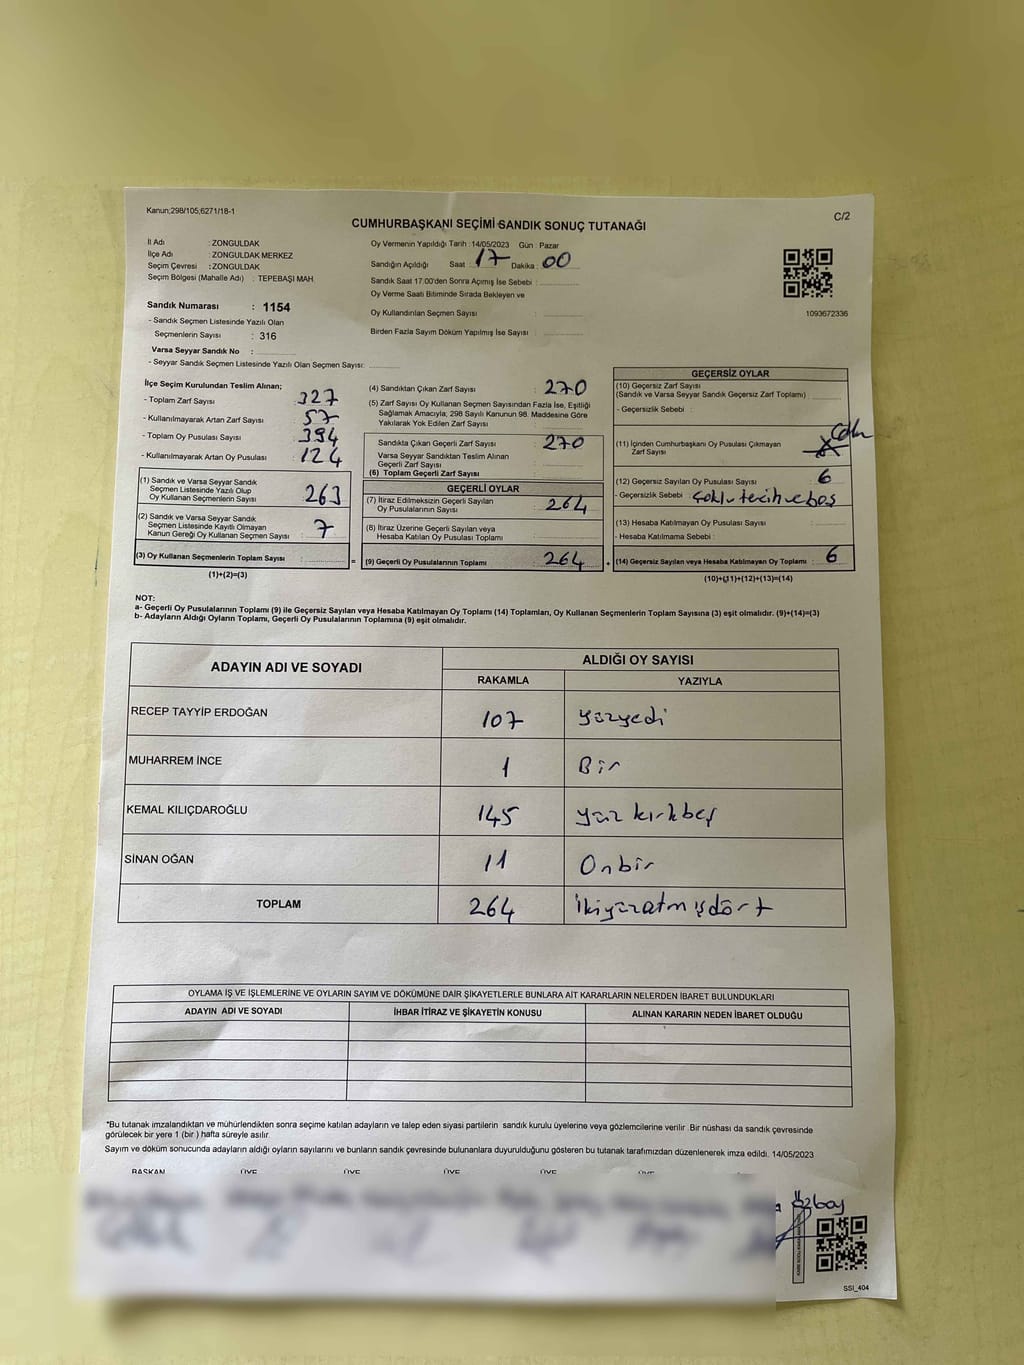 Kanun;298/105;6271/18-1
C/2
CUMHURBAŞKANI SEÇİMİ SANDIK SONUÇ TUTANAĞI
İl Adı : ZONGULDAK
İlçe Adı : ZONGULDAK MERKEZ
Seçim Çevresi : ZONGULDAK
Seçim Bölgesi (Mahalle Adı) : TEPEBAŞI MAH
Oy Vermenin Yapıldığı Tarih :14/05/2023 Gün : Pazar
Sandığın Açıldığı Saat : 17 Dakika : 00
Sandık Saat 17.00'den Sonra Açımış İse Sebebi :
Oy Verme Saati Bitiminde Sırada Bekleyen ve
Oy Kullandırılan Seçmen Sayısı :
Birden Fazla Sayım Döküm Yapılmış İse Sayısı :
1093672336
Sandık Numarası : 1154
- Sandık Seçmen Listesinde Yazılı Olan
Seçmenlerin Sayısı : 316
Varsa Seyyar Sandık No :
- Seyyar Sandık Seçmen Listesinde Yazılı Olan Seçmen Sayısı:
İlçe Seçim Kurulundan Teslim Alınan;
- Toplam Zarf Sayısı : 327
- Kullanılmayarak Artan Zarf Sayısı : 57
- Toplam Oy Pusulası Sayısı : 394
- Kullanılmayarak Artan Oy Pusulası : 124
(1) Sandık ve Varsa Seyyar Sandık
Seçmen Listesinde Yazılı Olup
Oy Kullanan Seçmenlerin Sayısı : 263
(2) Sandık ve Varsa Seyyar Sandık
Seçmen Listesinde Kayıtlı Olmayan
Kanun Gereği Oy Kullanan Seçmen Sayısı : 7
(3) Oy Kullanan Seçmenlerin Toplam Sayısı :
(1)+(2)=(3)
(4) Sandıktan Çıkan Zarf Sayısı : 270
(5) Zarf Sayısı Oy Kullanan Seçmen Sayısından Fazla İse, Eşitliği
Sağlamak Amacıyla; 298 Sayılı Kanunun 98. Maddesine Göre
Yakılarak Yok Edilen Zarf Sayısı :
Sandıkta Çıkan Geçerli Zarf Sayısı : 270
Varsa Seyyar Sandıktan Teslim Alınan
Geçerli Zarf Sayısı :
(6) Toplam Geçerli Zarf Sayısı :
GEÇERLİ OYLAR
(7) İtiraz Edilmeksizin Geçerli Sayılan
Oy Pusulalarının Sayısı : 264
(8) İtiraz Üzerine Geçerli Sayılan veya
Hesaba Katılan Oy Pusulası Toplamı :
= (9) Geçerli Oy Pusulalarının Toplamı : 264
GEÇERSİZ OYLAR
(10) Geçersiz Zarf Sayısı
(Sandık ve Varsa Seyyar Sandık Geçersiz Zarf Toplamı) :
- Geçersizlik Sebebi :
(11) İçinden Cumhurbaşkanı Oy Pusulası Çıkmayan
Zarf Sayısı :
(12) Geçersiz Sayılan Oy Pusulası Sayısı : 6
- Geçersizlik Sebebi : çoklu tercih ve boş
(13) Hesaba Katılmayan Oy Pusulası Sayısı :
- Hesaba Katılmama Sebebi :
+ (14) Geçersiz Sayılan veya Hesaba Katılmayan Oy Toplamı : 6
(10)+(11)+(12)+(13)=(14)
NOT:
a- Geçerli Oy Pusulalarının Toplamı (9) ile Geçersiz Sayılan veya Hesaba Katılmayan Oy Toplamı (14) Toplamları, Oy Kullanan Seçmenlerin Toplam Sayısına (3) eşit olmalıdır. (9)+(14)=(3)
b- Adayların Aldığı Oyların Toplamı, Geçerli Oy Pusulalarının Toplamına (9) eşit olmalıdır.
ADAYIN ADI VE SOYADI ALDIĞI OY SAYISI
RAKAMLA YAZIYLA
RECEP TAYYİP ERDOĞAN 107 yüzyedi
MUHARREM İNCE 1 Bir
KEMAL KILIÇDAROĞLU 145 yüz kırkbeş
SİNAN OĞAN 11 Onbir
TOPLAM 264 ikiyüzatmışdört
OYLAMA İŞ VE İŞLEMLERİNE VE OYLARIN SAYIM VE DÖKÜMÜNE DAİR ŞİKAYETLERLE BUNLARA AİT KARARLARIN NELERDEN İBARET BULUNDUKLARI
ADAYIN ADI VE SOYADI İHBAR İTİRAZ VE ŞİKAYETİN KONUSU ALINAN KARARIN NEDEN İBARET OLDUĞU
"Bu tutanak imzalandıktan ve mühürlendikten sonra seçime katılan adayların ve talep eden siyasi partilerin sandık kurulu üyelerine veya gözlemcilerine verilir. Bir nüshası da sandık çevresinde
görülecek bir yere 1 (bir ) hafta süreyle asılır.
Sayım ve döküm sonucunda adayların aldığı oyların sayılarını ve bunların sandık çevresinde bulunanlara duyurulduğunu gösteren bu tutanak tarafımızdan düzenlenerek imza edildi. 14/05/2023
BAŞKAN ÜYE ÜYE ÜYE ÜYE ÜYE
Özbay
SSI_404